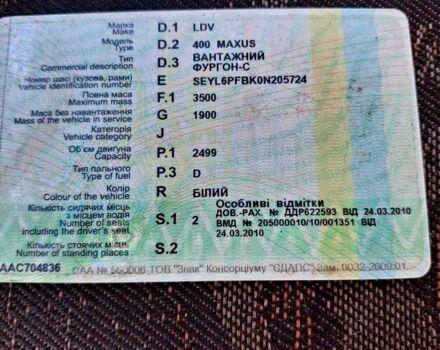 Марка D.1 LDV
Make
Модель D.2 400 MAXUS
Type
Тип D.3 ВАНТАЖНИЙ
Commercial description ФУРГОН-С
Номер шасі (кузова, рами) E SEYL6PFBK0N205724
Vehicle identification number
Повна маса F.1 3500
Maximum mass
Маса без навантаження G 1900
Mass of the vehicle in service
Категорія J
Vehicle category
Об'єм двигуна P.1 2499
Capacity
Тип пального P.3 D
Type of fuel
Колір R БІЛИЙ
Colour of the vehicle
Особливі відмітки
Кількість сидячих місць S.1 2 ДОВ.-РАХ. № ДДР622593 ВІД 24.03.2010
з місцем водія
Number of seats ВМД № 205000010/10/001351 ВІД
including the driver's seat 24.03.2010
Кількість стоячих місць S.2
Number of standing places
ААС704836 ТОВ "Знак" Консорціуму "ЄДАПС" Зам. 0032-2009.01.